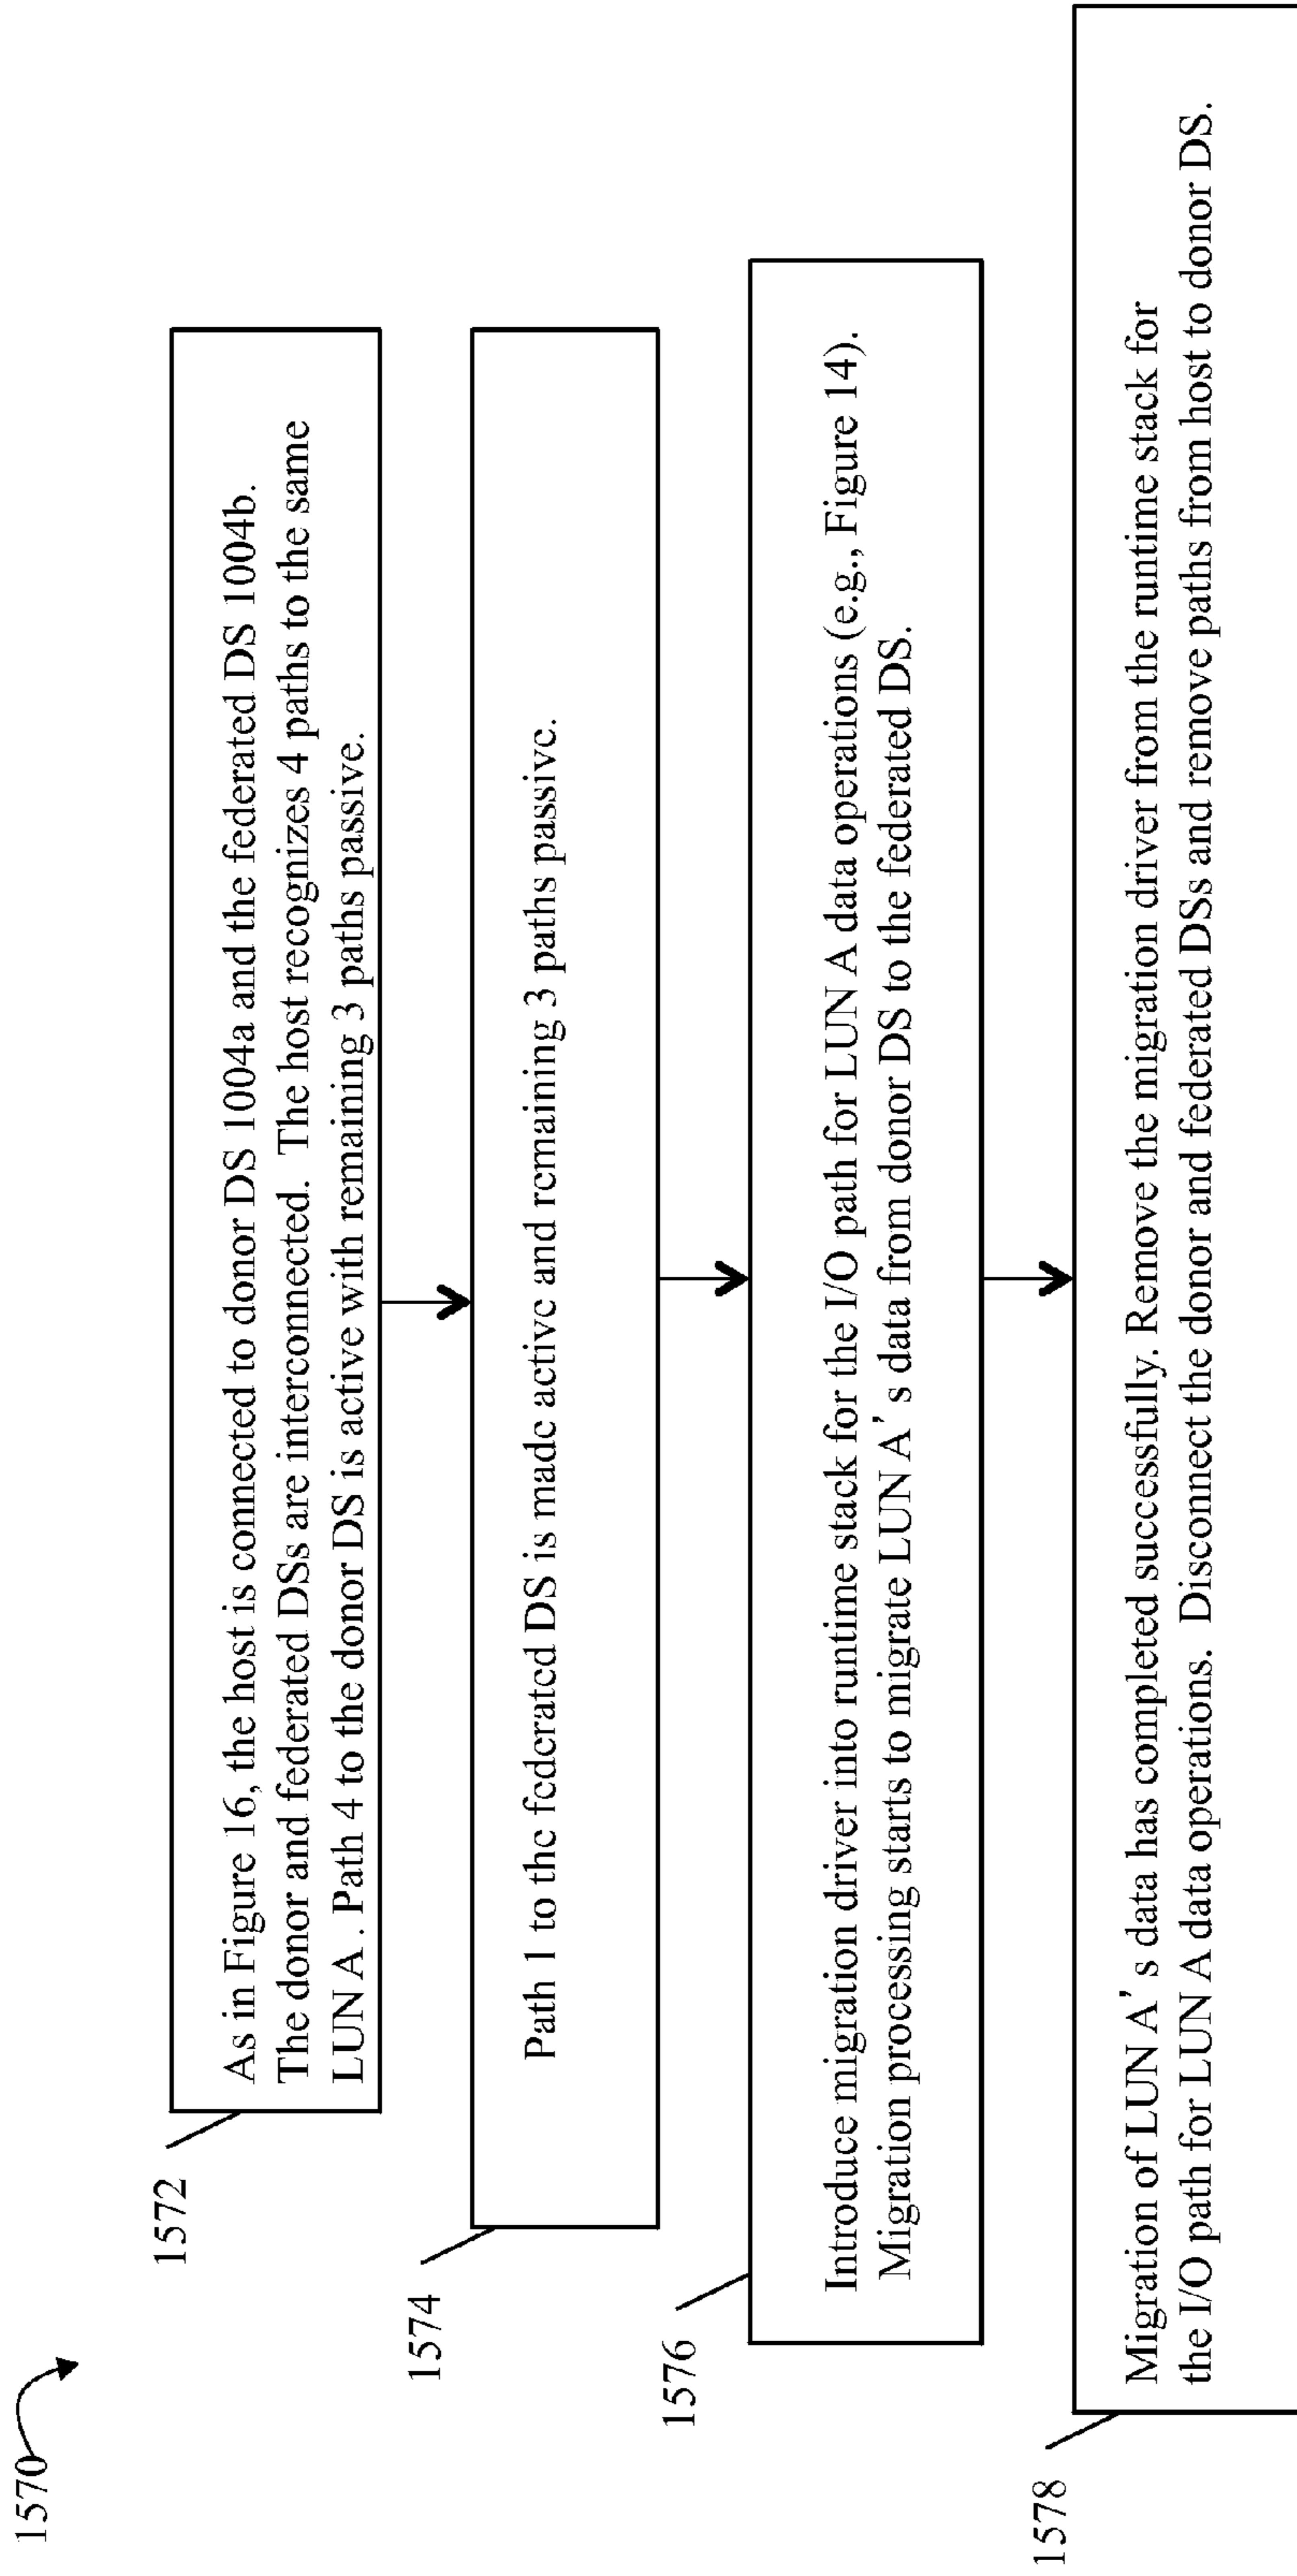 1570
1572
As in Figure 16, the host is connected to donor DS 1004a and the federated DS 1004b.
The donor and federated DSs are interconnected. The host recognizes 4 paths to the same
LUN A . Path 4 to the donor DS is active with remaining 3 paths passive.
1574
Path 1 to the federated DS is made active and remaining 3 paths passive.
1576
Introduce migration driver into runtime stack for the I/O path for LUN A data operations (e.g., Figure 14).
Migration processing starts to migrate LUN A's data from donor DS to the federated DS.
1578
Migration of LUN A's data has completed successfully. Remove the migration driver from the runtime stack for
the I/O path for LUN A data operations. Disconnect the donor and federated DSs and remove paths from host to donor DS.